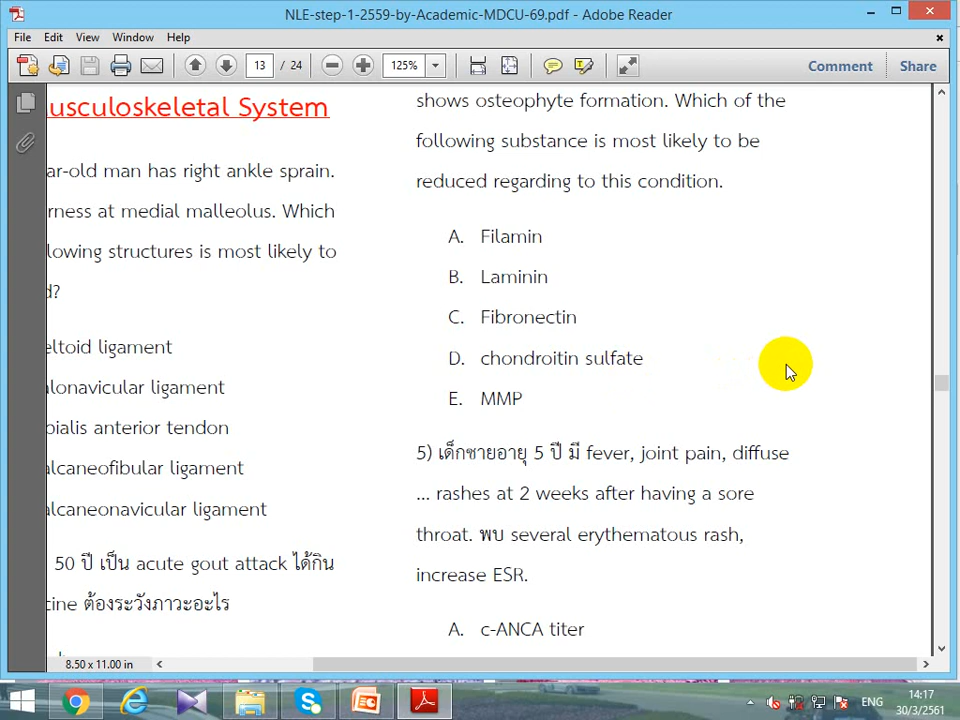 NLE-step-1-2559-by-Academic-MDCU-69.pdf - Adobe Reader
File Edit View Window Help
13 / 24 125% Comment Share
usculoskeletal System
ar-old man has right ankle sprain.
rness at medial malleolus. Which
lowing structures is most likely to
d?
eltoid ligament
lonavicular ligament
bialis anterior tendon
alcaneofibular ligament
alcaneonavicular ligament
50 ปี เป็น acute gout attack ได้กิน
cine ต้องระวังภาวะอะไร
shows osteophyte formation. Which of the
following substance is most likely to be
reduced regarding to this condition.
A. Filamin
B. Laminin
C. Fibronectin
D. chondroitin sulfate
E. MMP
5) เด็กชายอายุ 5 ปี มี fever, joint pain, diffuse
... rashes at 2 weeks after having a sore
throat. พบ several erythematous rash,
increase ESR.
A. c-ANCA titer
8.50 x 11.00 in
ENG
14:17
30/3/2561